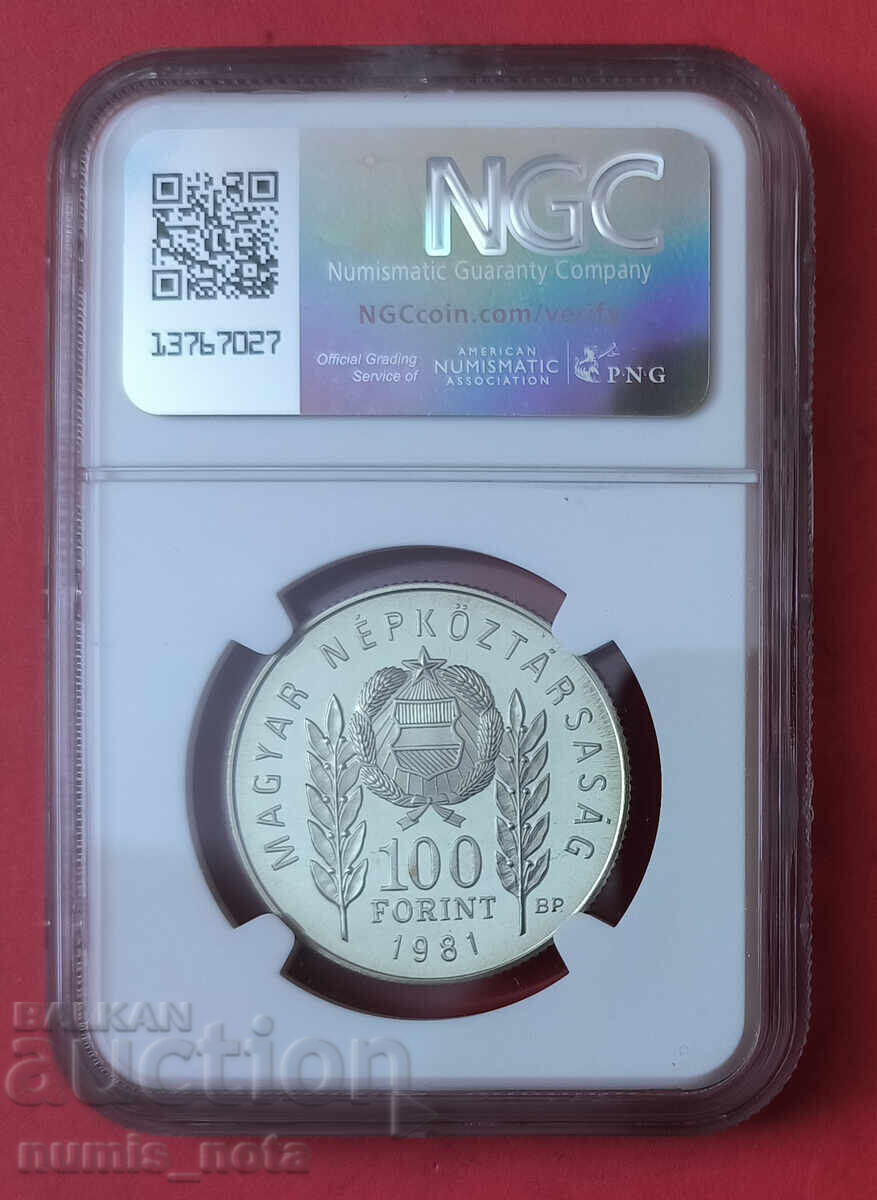 NGC
Numismatic Guaranty Company
NGCcoin.com/verify
13767027
Official Grading
Service of
AMERICAN
NUMISMATIC
ASSOCIATION
P·N·G
MAGYAR NÉPKÖZTÁRSASÁG
100
FORINT
BP.
1981
BALKAN
auction
numis_nota